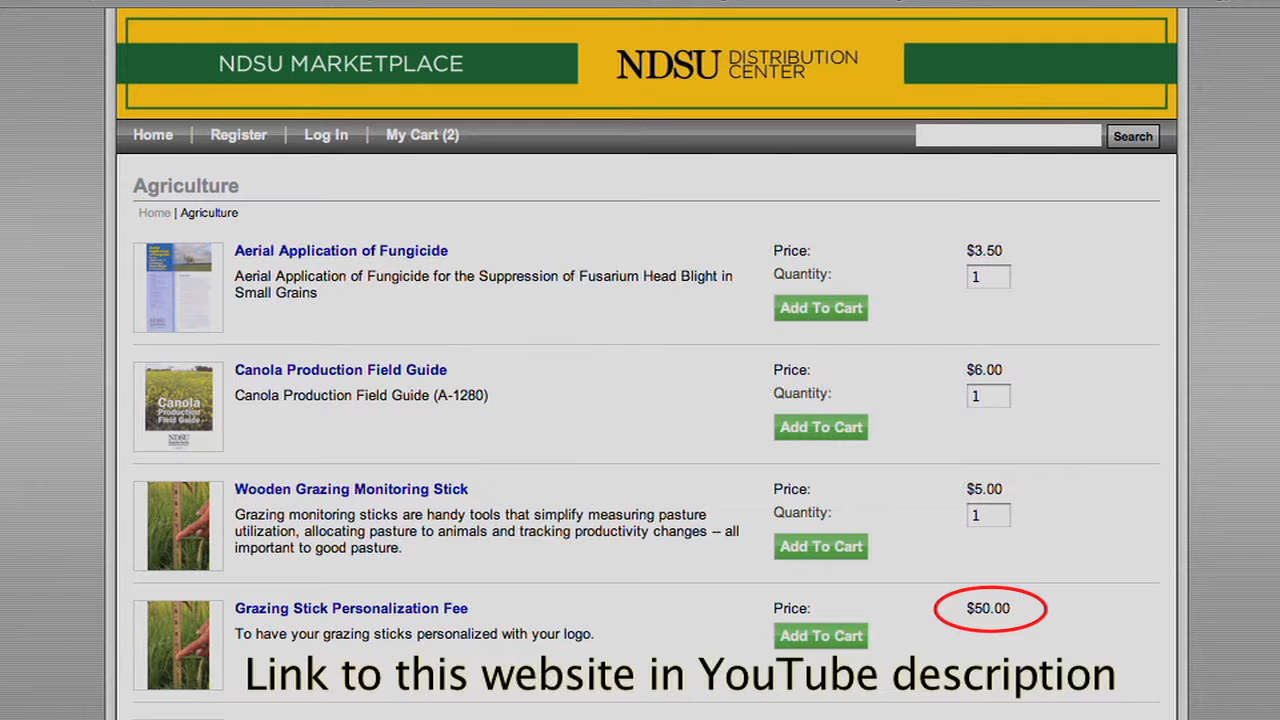 NDSU MARKETPLACE
NDSU DISTRIBUTION CENTER
Home | Register | Log In | My Cart (2)
Search
Agriculture
Home | Agriculture
Aerial Application of Fungicide
Aerial Application of Fungicide for the Suppression of Fusarium Head Blight in
Small Grains
Price: $3.50
Quantity: 1
Add To Cart
Canola Production Field Guide
Canola Production Field Guide (A-1280)
Canola
Production
Field Guide
NDSU
Price: $6.00
Quantity: 1
Add To Cart
Wooden Grazing Monitoring Stick
Grazing monitoring sticks are handy tools that simplify measuring pasture
utilization, allocating pasture to animals and tracking productivity changes -- all
important to good pasture.
Price: $5.00
Quantity: 1
Add To Cart
Grazing Stick Personalization Fee
To have your grazing sticks personalized with your logo.
Price: $50.00
Add To Cart
Link to this website in YouTube description